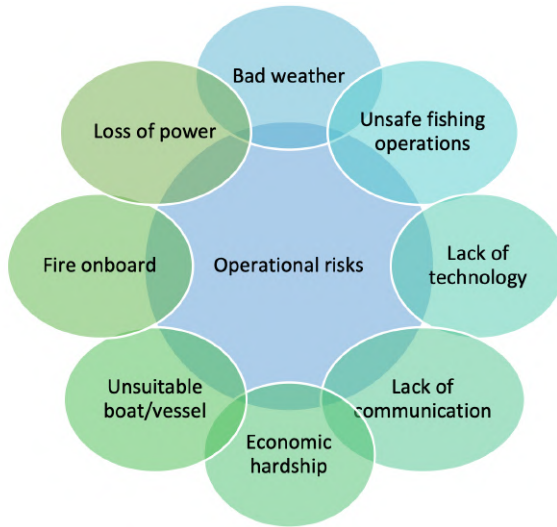 Bad weather
Unsafe fishing
operations
Lack of
technology
Lack of
communication
Economic
hardship
Unsuitable
boat/vessel
Fire onboard
Loss of power
Operational risks